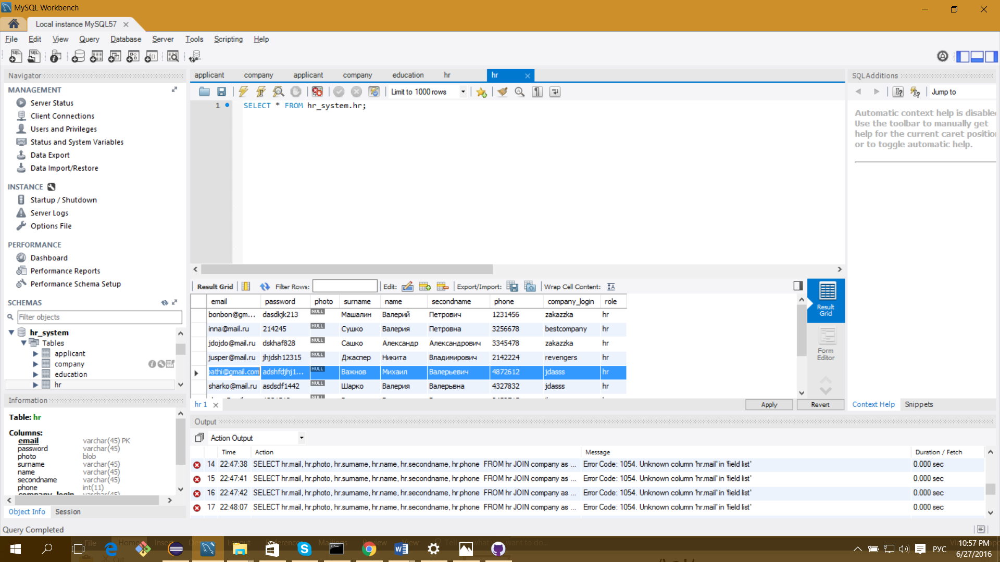 MySQL Workbench
Local instance MySQL57
File Edit View Query Database Server Tools Scripting Help
Navigator
MANAGEMENT
Server Status
Client Connections
Users and Privileges
Status and System Variables
Data Export
Data Import/Restore
INSTANCE
Startup / Shutdown
Server Logs
Options File
PERFORMANCE
Dashboard
Performance Reports
Performance Schema Setup
SCHEMAS
Filter objects
hr_system
Tables
applicant
company
education
hr
Information
Table: hr
Columns:
email varchar(45) PK
password varchar(45)
photo blob
surname varchar(45)
name varchar(45)
secondname varchar(45)
phone int(11)
company_login varchar(45)
Object Info Session
Query Completed
applicant company applicant company education hr hr
Limit to 1000 rows
1 SELECT * FROM hr_system.hr;
Result Grid Filter Rows: Edit: Export/Import: Wrap Cell Content:
email password photo surname name secondname phone company_login role
bonbon@gm... dasdkjk213 NULL Машалин Валерий Петрович 1231456 zakazzka hr
inna@mail.ru 214245 NULL Сушко Валерия Петровна 3256678 bestcompany hr
jdojdo@mail.ru dskhaf828 NULL Сашко Александр Александрович 3345478 zakazzka hr
jusper@mail.ru jhjdsh12315 NULL Джаспер Никита Владимирович 2142224 revengers hr
pathi@gmail.com adshfdjhj1... NULL Важнов Михаил Валерьевич 4872612 jdasss hr
sharko@mail.ru asdsdf1442 NULL Шарко Валерия Валерьвна 4327832 jdasss hr
NULL
hr 1
Apply Revert
Result Grid
Form Editor
SQLAdditions
Jump to
Automatic context help is disable
Use the toolbar to manually get
help for the current caret positio
or to toggle automatic help.
Context Help Snippets
Output
Action Output
Time Action Message Duration / Fetch
14 22:47:38 SELECT hr.mail, hr.photo, hr.surname, hr.name, hr.secondname, hr.phone FROM hr JOIN company as ... Error Code: 1054. Unknown column 'hr.mail' in 'field list' 0.000 sec
15 22:47:41 SELECT hr.mail, hr.photo, hr.surname, hr.name, hr.secondname, hr.phone FROM hr JOIN company as ... Error Code: 1054. Unknown column 'hr.mail' in 'field list' 0.000 sec
16 22:47:42 SELECT hr.mail, hr.photo, hr.surname, hr.name, hr.secondname, hr.phone FROM hr JOIN company as ... Error Code: 1054. Unknown column 'hr.mail' in 'field list' 0.000 sec
17 22:48:07 SELECT hr.mail, hr.photo, hr.surname, hr.name, hr.secondname, hr.phone FROM hr JOIN company as ... Error Code: 1054. Unknown column 'hr.mail' in 'field list' 0.000 sec
РУС
10:57 PM
6/27/2016